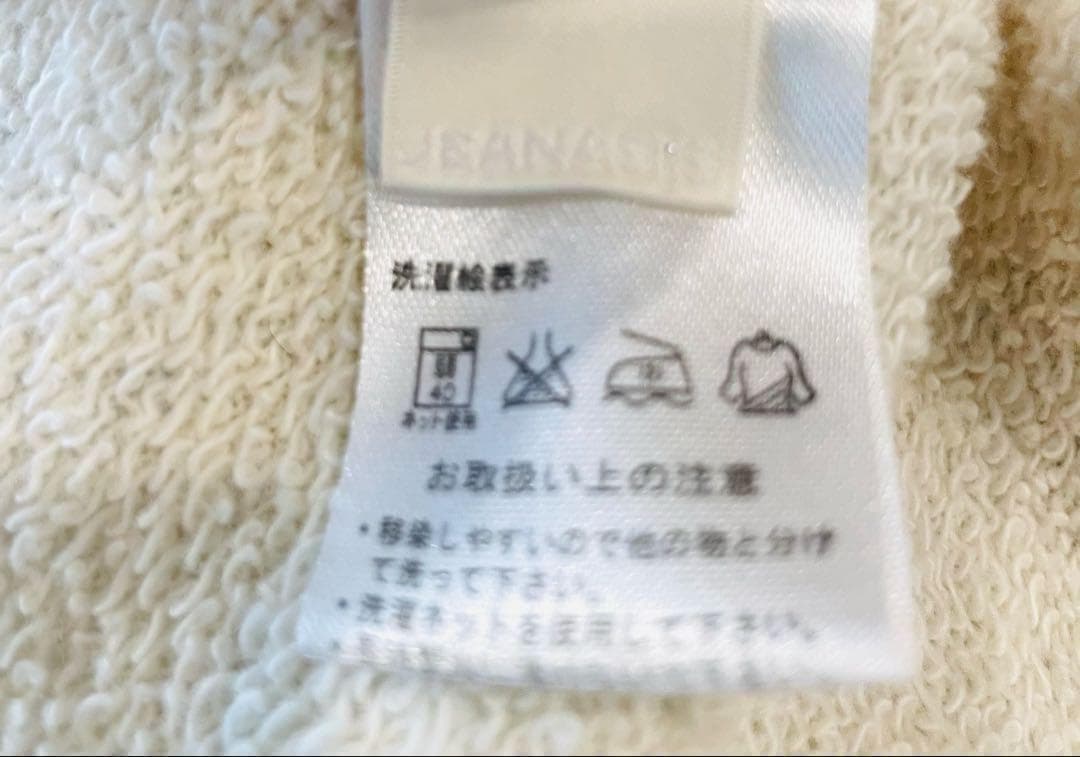 JEANASIS
洗濯絵表示
40
ネット使用
お取扱い上の注意
・移染しやすいので他の物と分け
て洗って下さい。
・洗濯ネットを使用して下さい。